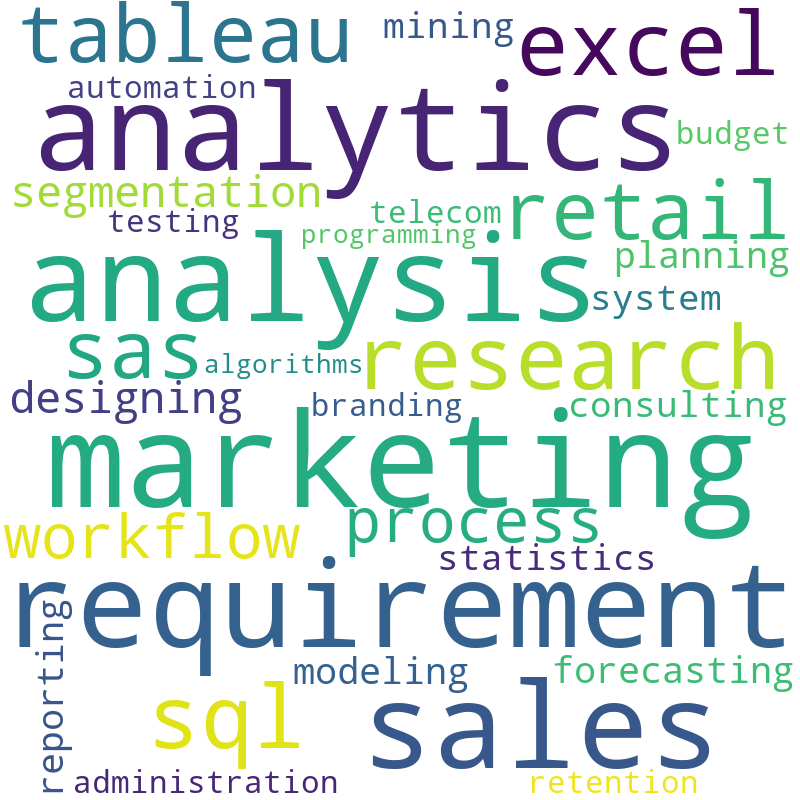 tableau
mining
excel
automation
analytics
budget
segmentation
testing
telecom
retail
programming
planning
analysis
system
sas
algorithms
research
designing
branding
consulting
marketing
workflow
process
statistics
requirement
reporting
modeling
forecasting
sql
sales
administration
retention